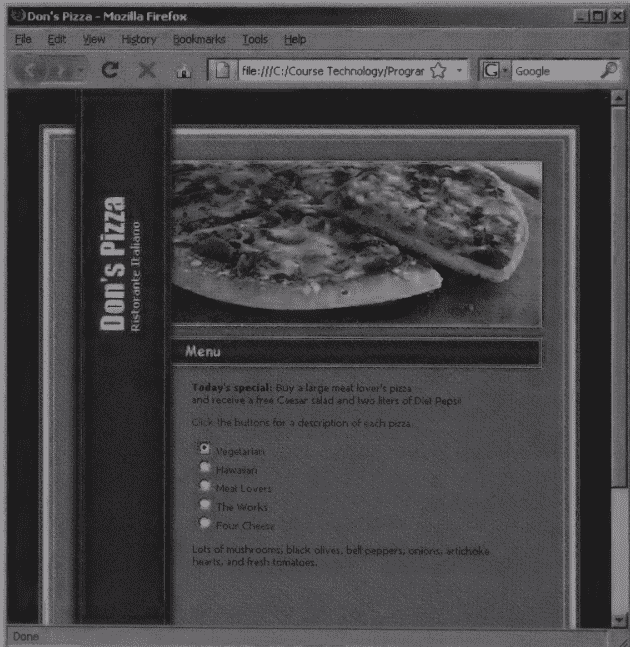 Don's Pizza - Mozilla Firefox
File Edit View History Bookmarks Tools Help
file:///C:/Course Technology/Prograr
G Google
Don's Pizza
Ristorante Italiano
Menu
Today's special: Buy a large meat lover's pizza
and receive a free Caesar salad and two liters of Diet Pepsi!
Click the buttons for a description of each pizza.
Vegetarian
Hawaiian
Meat Lovers
The Works
Four Cheese
Lots of mushrooms, black olives, bell peppers, onions, artichoke
hearts, and fresh tomatoes.
Done